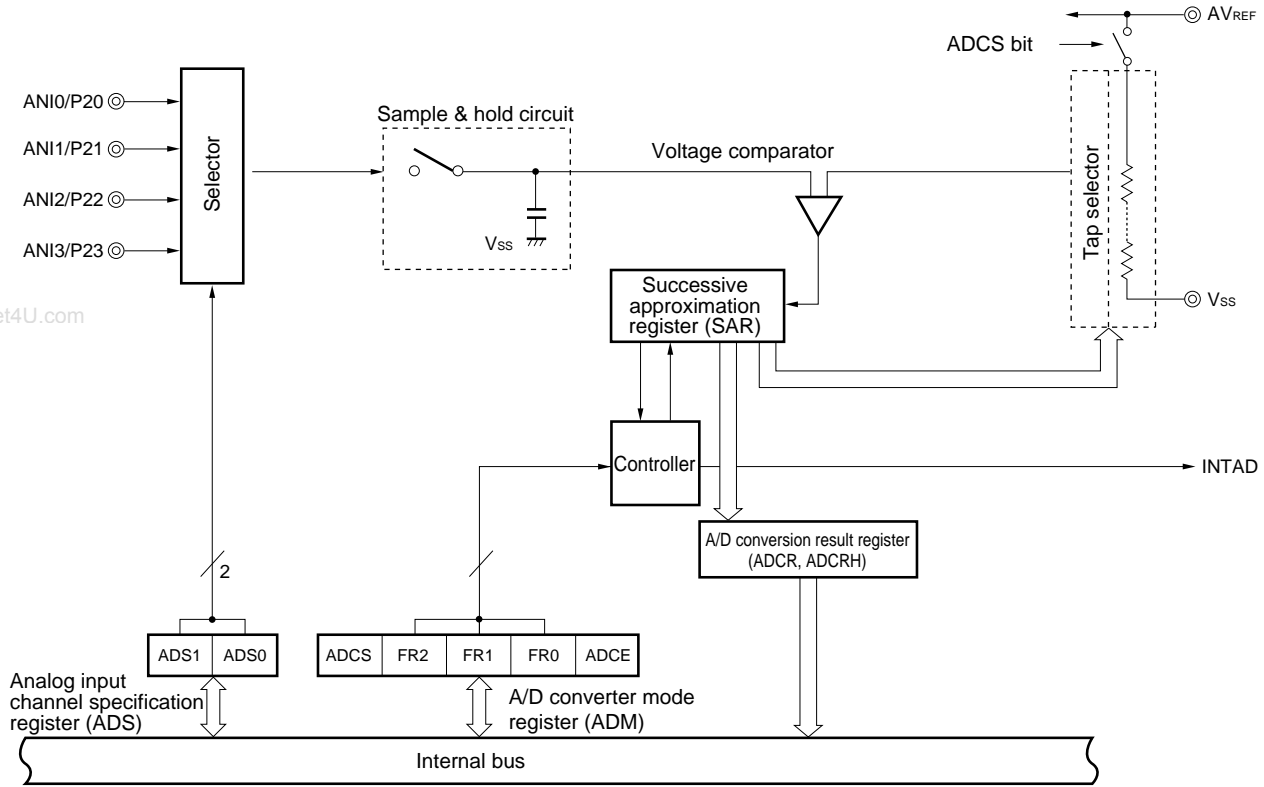 AVREF
ADCS bit
ANI0/P20
ANI1/P21
ANI2/P22
ANI3/P23
Selector
Sample & hold circuit
VSS
Voltage comparator
Tap selector
VSS
Successive
approximation
register (SAR)
et4U.com
Controller
INTAD
A/D conversion result register
(ADCR, ADCRH)
2
ADS1 ADS0
ADCS FR2 FR1 FR0 ADCE
Analog input
channel specification
register (ADS)
A/D converter mode
register (ADM)
Internal bus